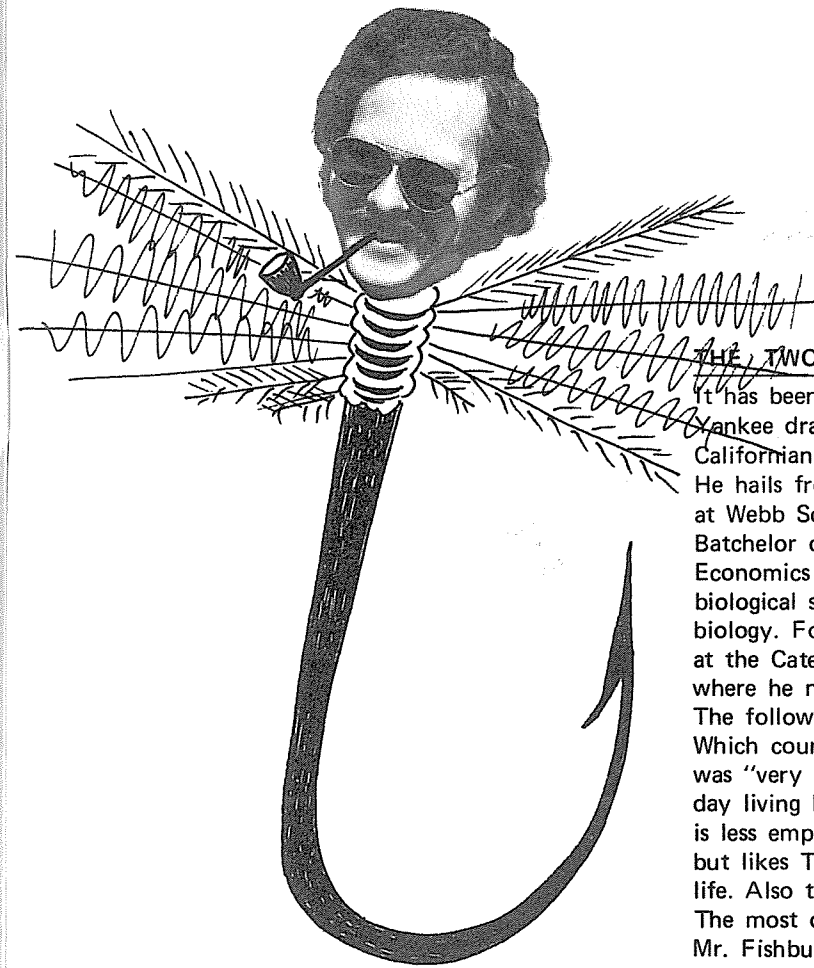 THE TWO
It has been
Yankee dra
Californian
He hails fr
at Webb Sc
Batchelor o
Economics
biological s
biology. Fo
at the Cate
where he n
The follow
Which cour
was "very
day living
is less emp
but likes T
life. Also t
The most o
Mr. Fishbu